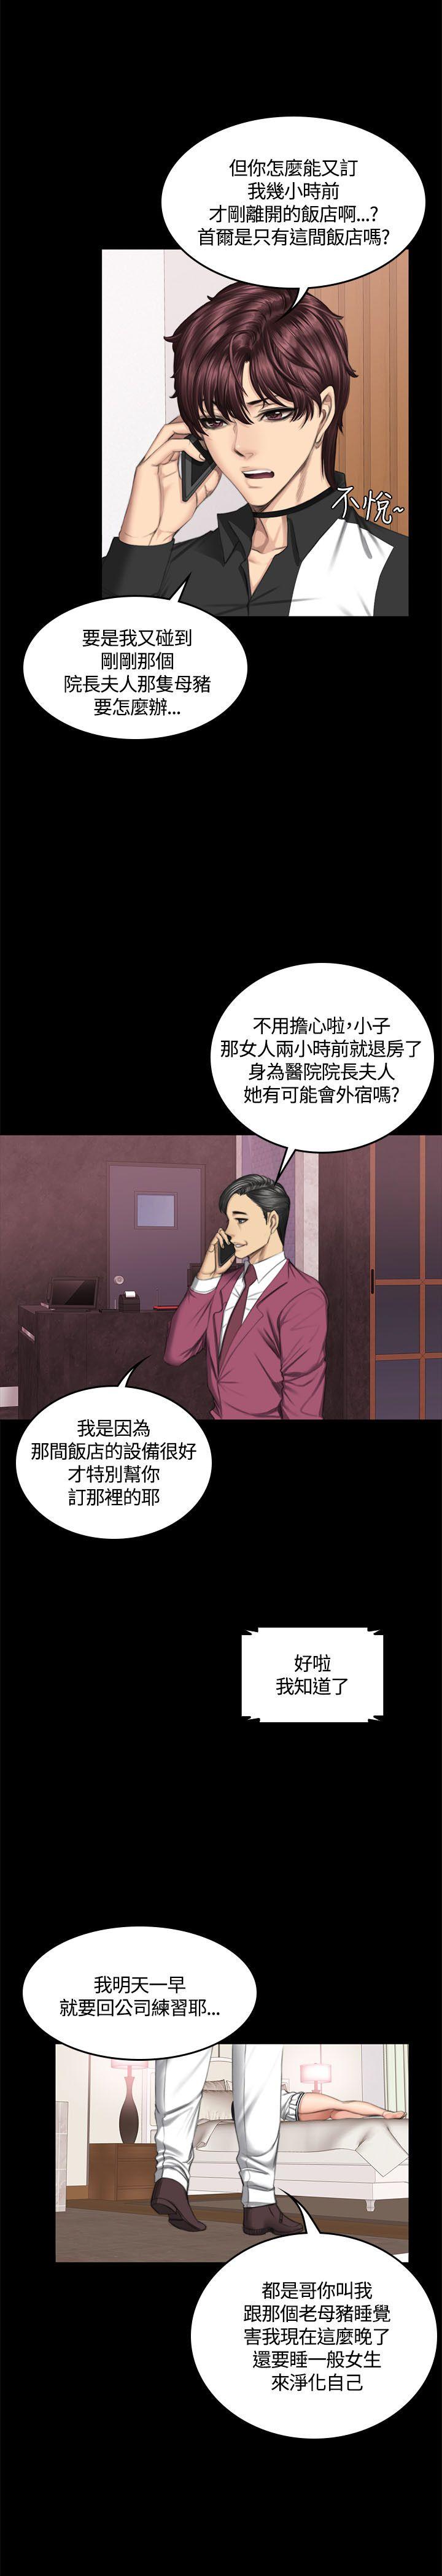 但你怎麼能又訂
我幾小時前
才剛離開的飯店啊...?
首爾是只有這間飯店嗎?
不悅~
要是我又碰到
剛剛那個
院長夫人那隻母豬
要怎麼辦...
不用擔心啦,小子
那女人兩小時前就退房了
身為醫院院長夫人
她有可能會外宿嗎?
我是因為
那間飯店的設備很好
才特別幫你
訂那裡的耶
好啦
我知道了
我明天一早
就要回公司練習耶...
都是哥你叫我
跟那個老母豬睡覺
害我現在這麼晚了
還要睡一般女生
來淨化自己